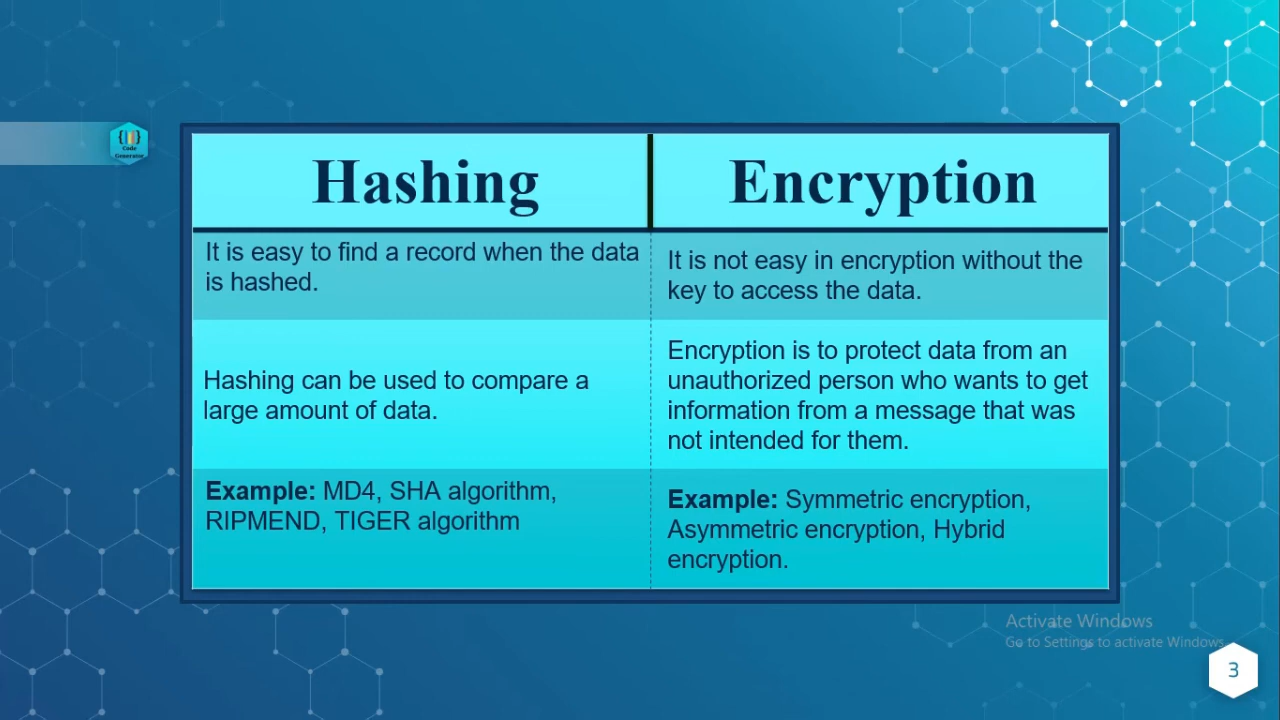 { } Code
Generator
Hashing
Encryption
It is easy to find a record when the data
is hashed.
It is not easy in encryption without the
key to access the data.
Hashing can be used to compare a
large amount of data.
Encryption is to protect data from an
unauthorized person who wants to get
information from a message that was
not intended for them.
Example: MD4, SHA algorithm,
RIPMEND, TIGER algorithm
Example: Symmetric encryption,
Asymmetric encryption, Hybrid
encryption.
Activate Windows
Go to Settings to activate Windows.
3